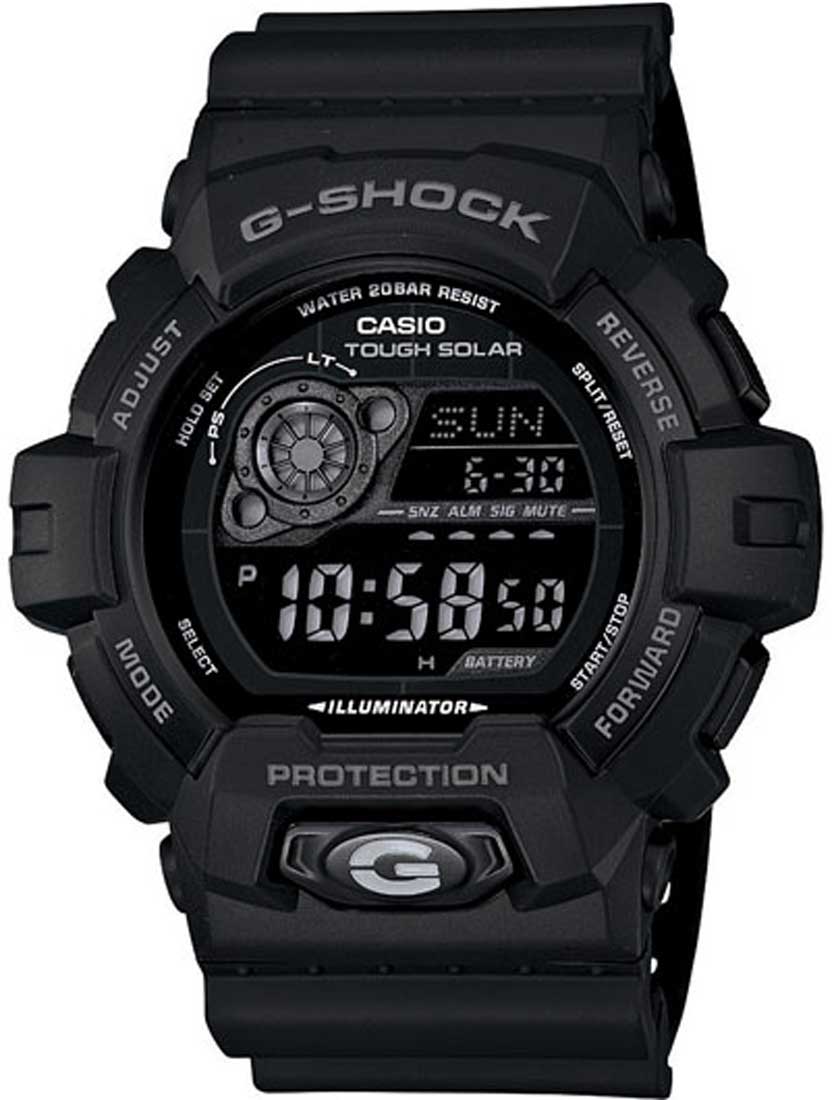 G-SHOCK
WATER 20BAR RESIST
CASIO
TOUGH SOLAR
ADJUST
HOLD SET
REVERSE
SPLIT/RESET
LT
PS
SUN
6-30
SNZ ALM SIG MUTE
P 10:58 50
H BATTERY
MODE
SELECT
START/STOP
FORWARD
ILLUMINATOR
PROTECTION
G